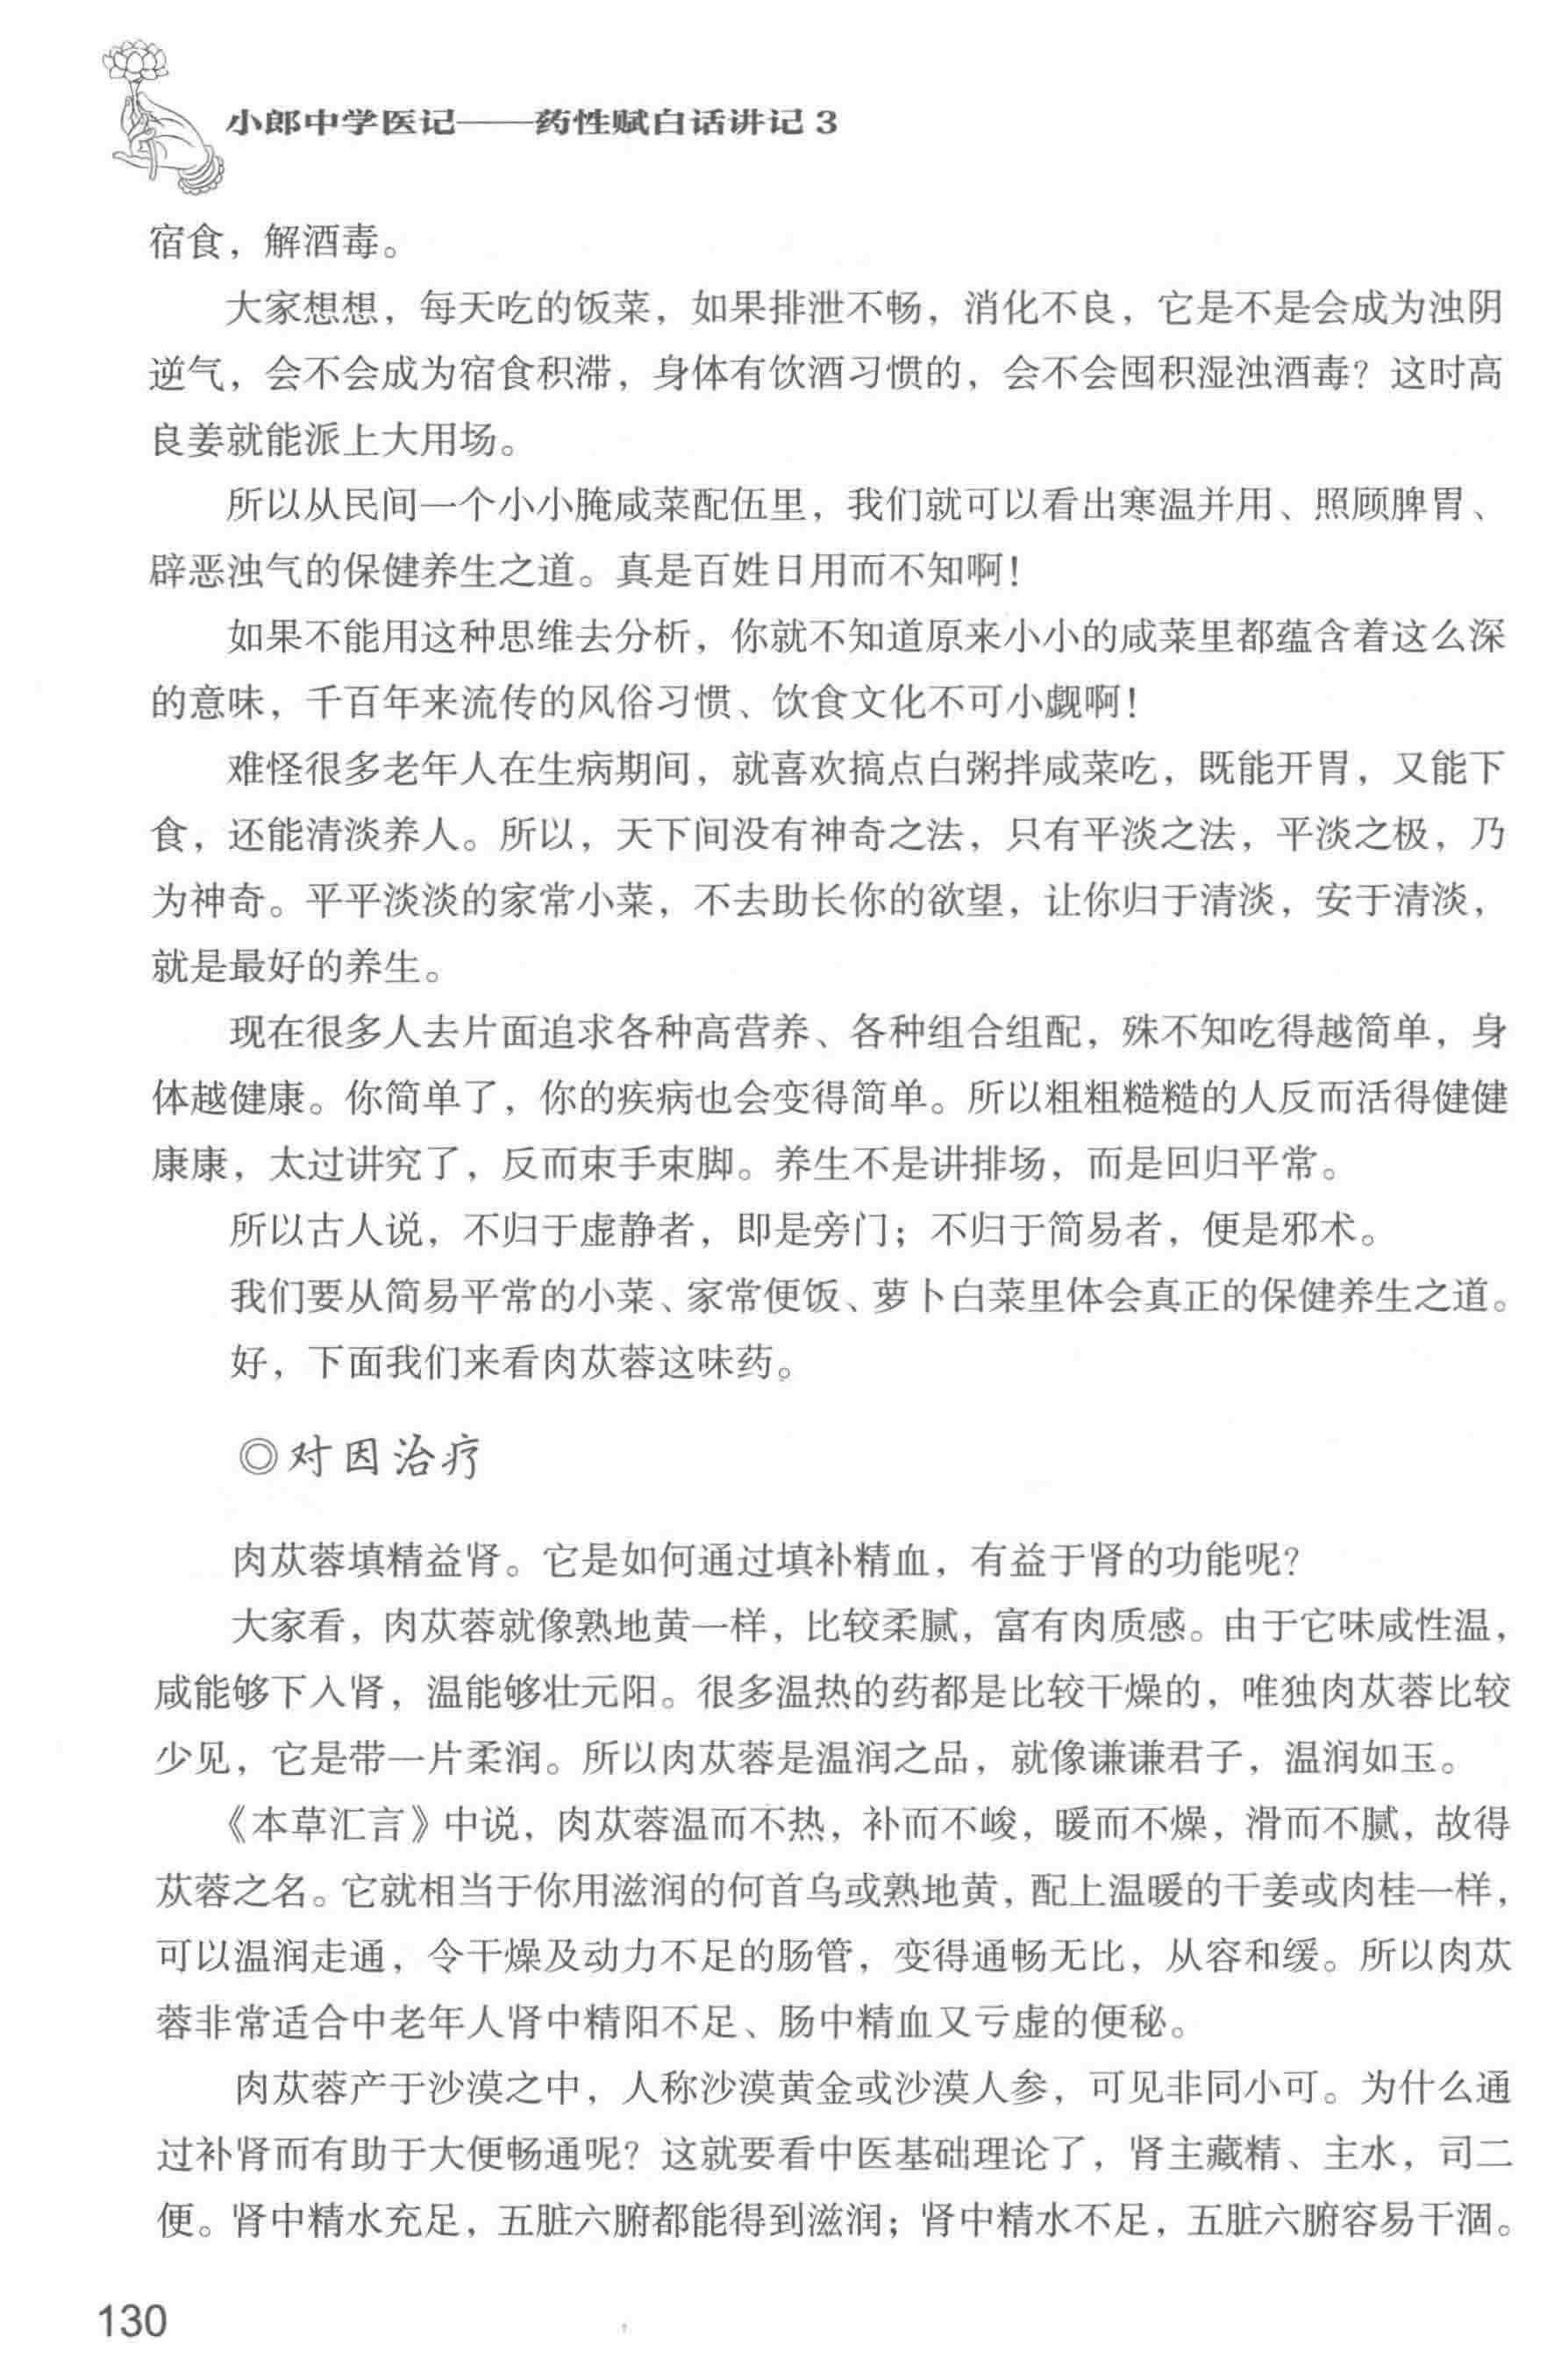 小郎中学医记——药性赋白话讲记 3
宿食，解酒毒。
大家想想，每天吃的饭菜，如果排泄不畅，消化不良，它是不是会成为浊阴
逆气，会不会成为宿食积滞，身体有饮酒习惯的，会不会囤积湿浊酒毒？这时高
良姜就能派上大用场。
所以从民间一个小小腌咸菜配伍里，我们就可以看出寒温并用、照顾脾胃、
辟恶浊气的保健养生之道。真是百姓日用而不知啊！
如果不能用这种思维去分析，你就不知道原来小小的咸菜里都蕴含着这么深
的意味，千百年来流传的风俗习惯、饮食文化不可小觑啊！
难怪很多老年人在生病期间，就喜欢搞点白粥拌咸菜吃，既能开胃，又能下
食，还能清淡养人。所以，天下间没有神奇之法，只有平淡之法，平淡之极，乃
为神奇。平平淡淡的家常小菜，不去助长你的欲望，让你归于清淡，安于清淡，
就是最好的养生。
现在很多人去片面追求各种高营养、各种组合组配，殊不知吃得越简单，身
体越健康。你简单了，你的疾病也会变得简单。所以粗粗糙糙的人反而活得健健
康康，太过讲究了，反而束手束脚。养生不是讲排场，而是回归平常。
所以古人说，不归于虚静者，即是旁门；不归于简易者，便是邪术。
我们要从简易平常的小菜、家常便饭、萝卜白菜里体会真正的保健养生之道。
好，下面我们来看肉苁蓉这味药。
◎对因治疗
肉苁蓉填精益肾。它是如何通过填补精血，有益于肾的功能呢？
大家看，肉苁蓉就像熟地黄一样，比较柔腻，富有肉质感。由于它味咸性温，
咸能够下入肾，温能够壮元阳。很多温热的药都是比较干燥的，唯独肉苁蓉比较
少见，它是带一片柔润。所以肉苁蓉是温润之品，就像谦谦君子，温润如玉。
《本草汇言》中说，肉苁蓉温而不热，补而不峻，暖而不燥，滑而不腻，故得
苁蓉之名。它就相当于你用滋润的何首乌或熟地黄，配上温暖的干姜或肉桂一样，
可以温润走通，令干燥及动力不足的肠管，变得通畅无比，从容和缓。所以肉苁
蓉非常适合中老年人肾中精阳不足、肠中精血又亏虚的便秘。
肉苁蓉产于沙漠之中，人称沙漠黄金或沙漠人参，可见非同小可。为什么通
过补肾而有助于大便畅通呢？这就要看中医基础理论了，肾主藏精、主水，司二
便。肾中精水充足，五脏六腑都能得到滋润；肾中精水不足，五脏六腑容易干涸。
130